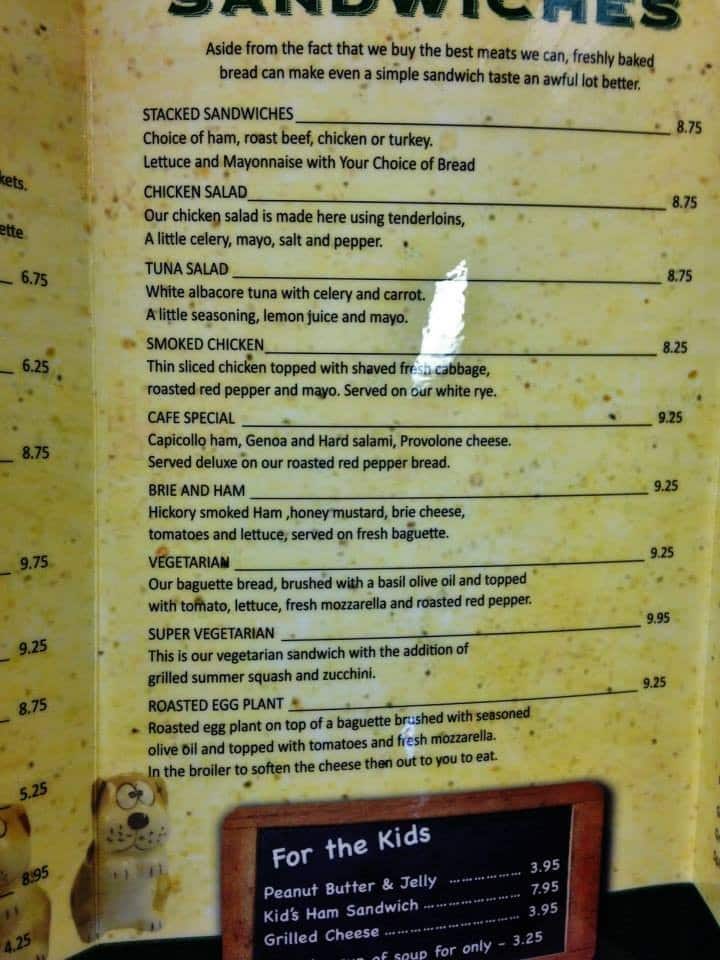 SANDWICHES
Aside from the fact that we buy the best meats we can, freshly baked
bread can make even a simple sandwich taste an awful lot better.
STACKED SANDWICHES 8.75
Choice of ham, roast beef, chicken or turkey.
Lettuce and Mayonnaise with Your Choice of Bread
CHICKEN SALAD 8.75
Our chicken salad is made here using tenderloins,
A little celery, mayo, salt and pepper.
TUNA SALAD 8.75
White albacore tuna with celery and carrot.
A little seasoning, lemon juice and mayo.
SMOKED CHICKEN 8.25
Thin sliced chicken topped with shaved fresh cabbage,
roasted red pepper and mayo. Served on our white rye.
CAFE SPECIAL 9.25
Capicollo ham, Genoa and Hard salami, Provolone cheese.
Served deluxe on our roasted red pepper bread.
BRIE AND HAM 9.25
Hickory smoked Ham ,honey mustard, brie cheese,
tomatoes and lettuce, served on fresh baguette.
VEGETARIAN 9.25
Our baguette bread, brushed with a basil olive oil and topped
with tomato, lettuce, fresh mozzarella and roasted red pepper.
SUPER VEGETARIAN 9.95
This is our vegetarian sandwich with the addition of
grilled summer squash and zucchini.
ROASTED EGG PLANT 9.25
Roasted egg plant on top of a baguette brushed with seasoned
olive oil and topped with tomatoes and fresh mozzarella.
In the broiler to soften the cheese then out to you to eat.
For the Kids
Peanut Butter & Jelly .................. 3.95
Kid's Ham Sandwich .................. 7.95
Grilled Cheese .......................... 3.95
of soup for only - 3.25
6.75
6.25
8.75
9.75
9.25
8.75
5.25
8.95
4.25